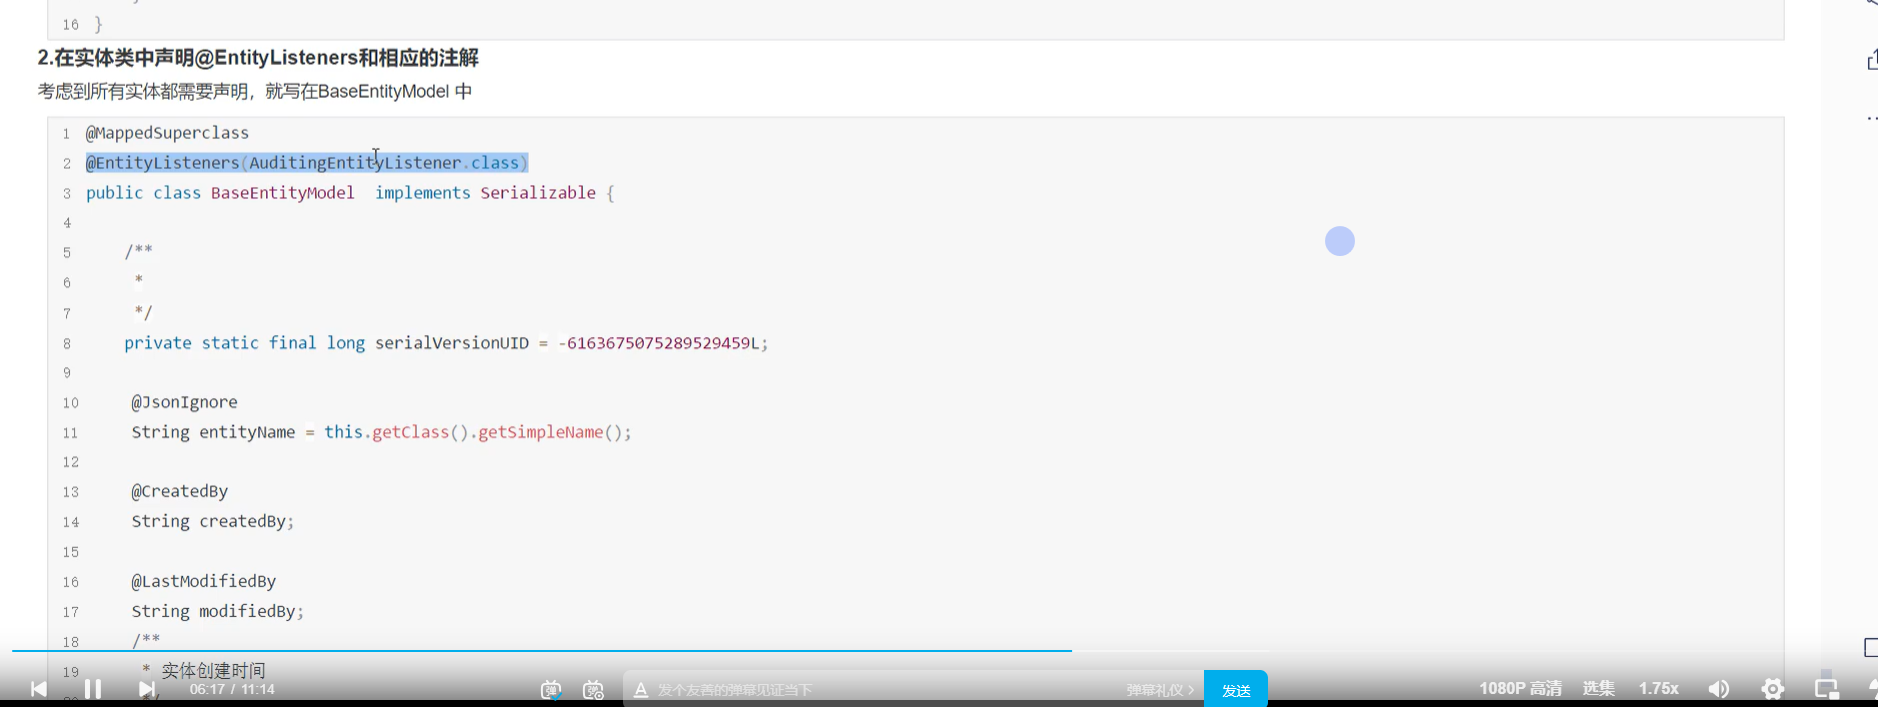 16 }
2.在实体类中声明@EntityListeners和相应的注解
考虑到所有实体都需要声明，就写在BaseEntityModel 中
1 @MappedSuperclass
2 @EntityListeners(AuditingEntityListener.class)
3 public class BaseEntityModel  implements Serializable {
4
5 /**
6 *
7 */
8 private static final long serialVersionUID = -6163675075289529459L;
9
10 @JsonIgnore
11 String entityName = this.getClass().getSimpleName();
12
13 @CreatedBy
14 String createdBy;
15
16 @LastModifiedBy
17 String modifiedBy;
18 /**
19 * 实体创建时间
20 */
06:17 / 11:14
弹
发个友善的弹幕见证当下
弹幕礼仪 >
发送
1080P 高清
选集
1.75x